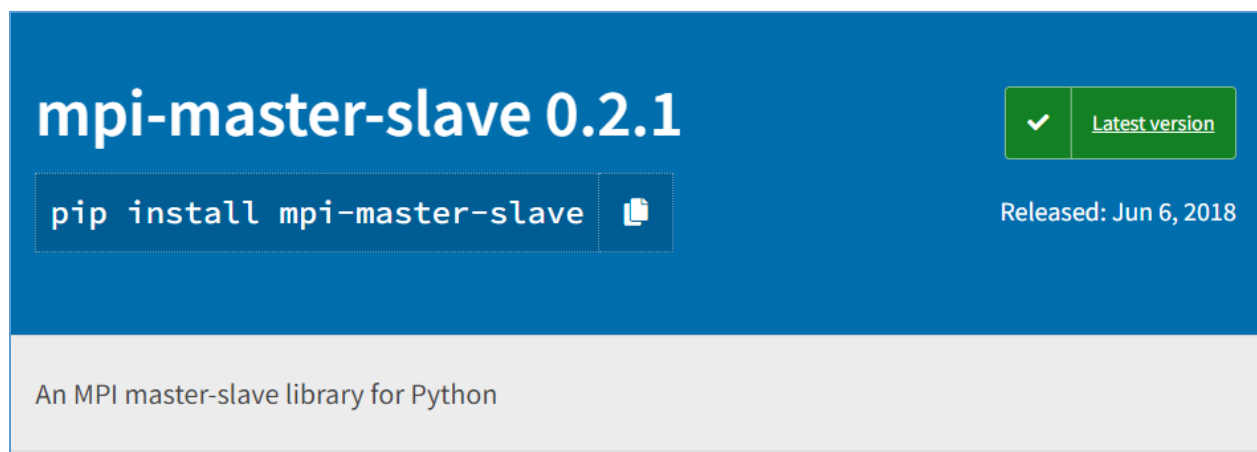 mpi-master-slave 0.2.1
Latest version
pip install mpi-master-slave
Released: Jun 6, 2018
An MPI master-slave library for Python